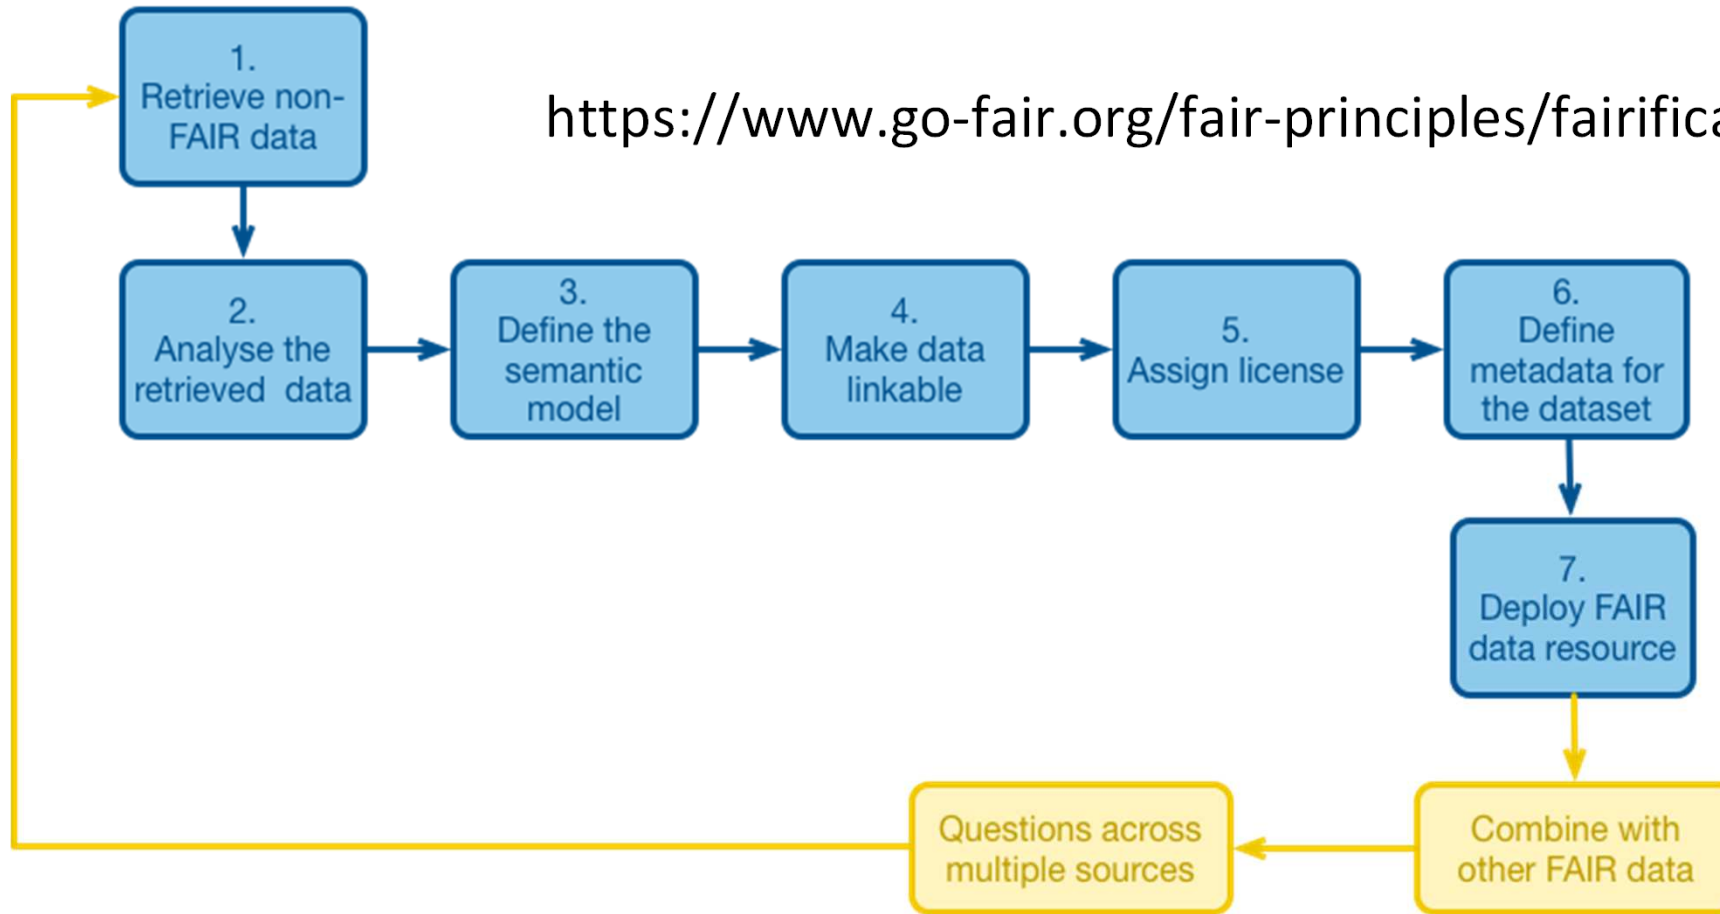 1.
Retrieve non-
FAIR data
https://www.go-fair.org/fair-principles/fairifica
2.
Analyse the
retrieved data
3.
Define the
semantic
model
4.
Make data
linkable
5.
Assign license
6.
Define
metadata for
the dataset
7.
Deploy FAIR
data resource
Combine with
other FAIR data
Questions across
multiple sources